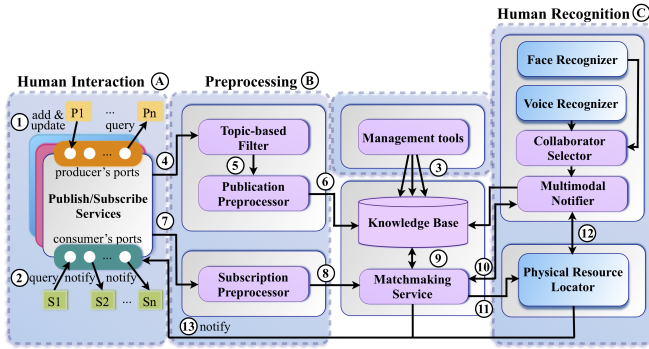 Human Interaction A
Preprocessing B
Human Recognition C
1 add &
update
P1
...
Pn
query
producer's ports
Publish/Subscribe
Services
consumer's ports
2 query
notify
notify
S1
S2
...
Sn
4
7
Topic-based
Filter
5
Publication
Preprocessor
6
Subscription
Preprocessor
8
13 notify
Management tools
3
Knowledge Base
9
Matchmaking
Service
10
11
Face Recognizer
Voice Recognizer
Collaborator
Selector
Multimodal
Notifier
12
Physical Resource
Locator